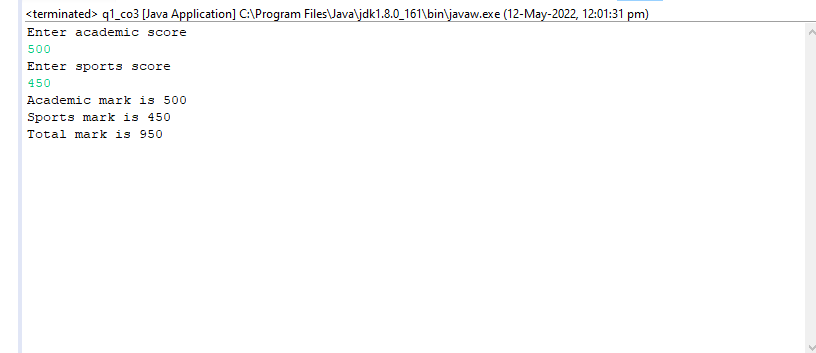 <terminated> q1_co3 [Java Application] C:\Program Files\Java\jdk1.8.0_161\bin\javaw.exe (12-May-2022, 12:01:31 pm)
Enter academic score
500
Enter sports score
450
Academic mark is 500
Sports mark is 450
Total mark is 950